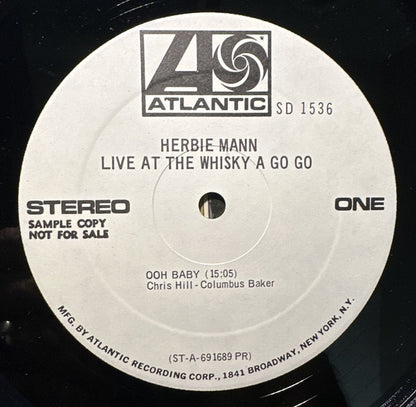 ATLANTIC
SD 1536
HERBIE MANN
LIVE AT THE WHISKY A GO GO
STEREO
ONE
SAMPLE COPY
NOT FOR SALE
OOH BABY (15:05)
Chris Hill - Columbus Baker
(ST-A-691689 PR)
MFG. BY ATLANTIC RECORDING CORP., 1841 BROADWAY, NEW YORK, N.Y.